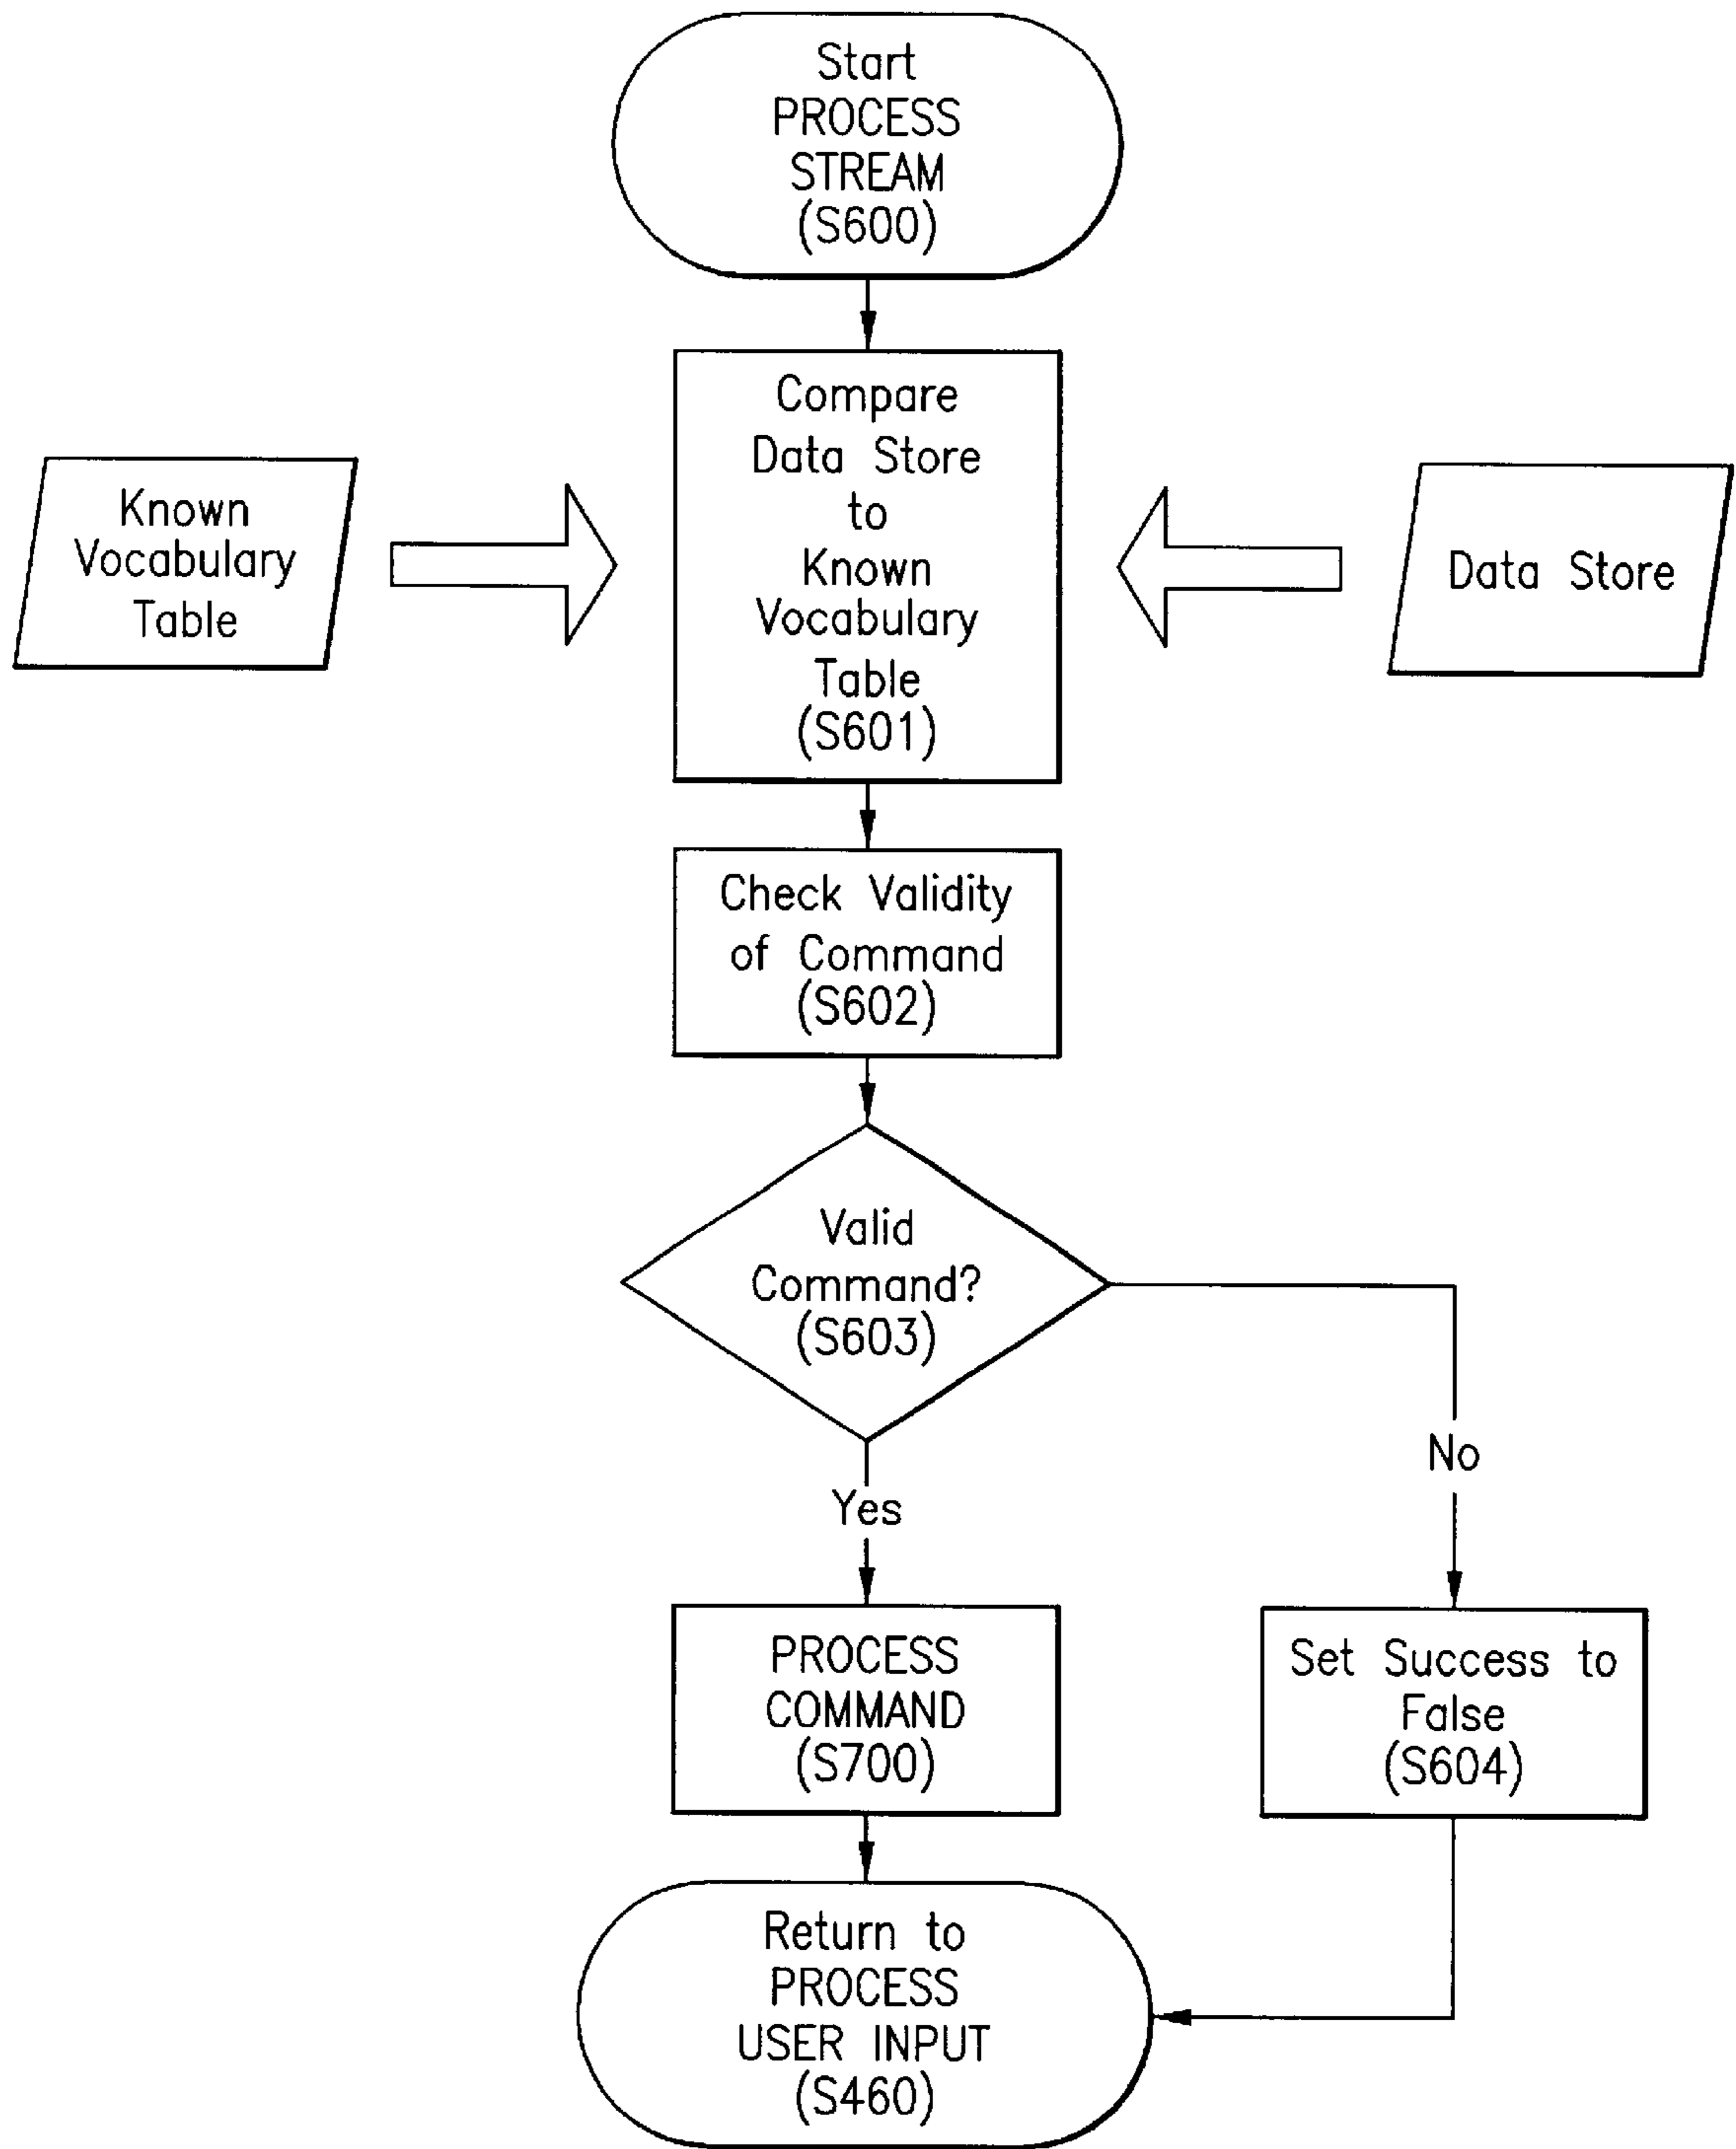 Start
PROCESS
STREAM
(S600)
Compare
Data Store
to
Known
Vocabulary
Table
(S601)
Known
Vocabulary
Table
Data Store
Check Validity
of Command
(S602)
Valid
Command?
(S603)
No
Yes
PROCESS
COMMAND
(S700)
Set Success to
False
(S604)
Return to
PROCESS
USER INPUT
(S460)